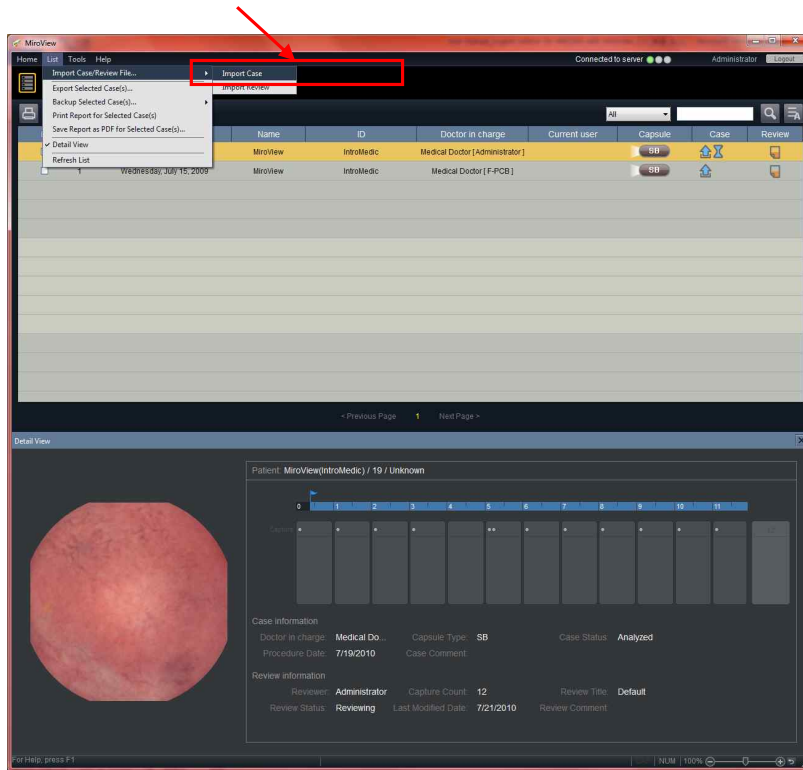 MiroView
Home List Tools Help Connected to server Administrator Logout
Import Case/Review File... Import Case
Import Review
Export Selected Case(s)...
Backup Selected Case(s)...
Print Report for Selected Case(s)
Save Report as PDF for Selected Case(s)...
Detail View
Refresh List
All
Name ID Doctor in charge Current user Capsule Case Review
MiroView IntroMedic Medical Doctor [ Administrator ] SB
1 Wednesday, July 15, 2009 MiroView IntroMedic Medical Doctor [ F-PCB ] SB
< Previous Page 1 Next Page >
Detail View
Patient: MiroView(IntroMedic) / 19 / Unknown
0 1 2 3 4 5 6 7 8 9 10 11
Capture
Case information
Doctor in charge: Medical Do... Capsule Type: SB Case Status: Analyzed
Procedure Date: 7/19/2010 Case Comment:
Review information
Reviewer: Administrator Capture Count: 12 Review Title: Default
Review Status: Reviewing Last Modified Date: 7/21/2010 Review Comment:
For Help, press F1 NUM 100%